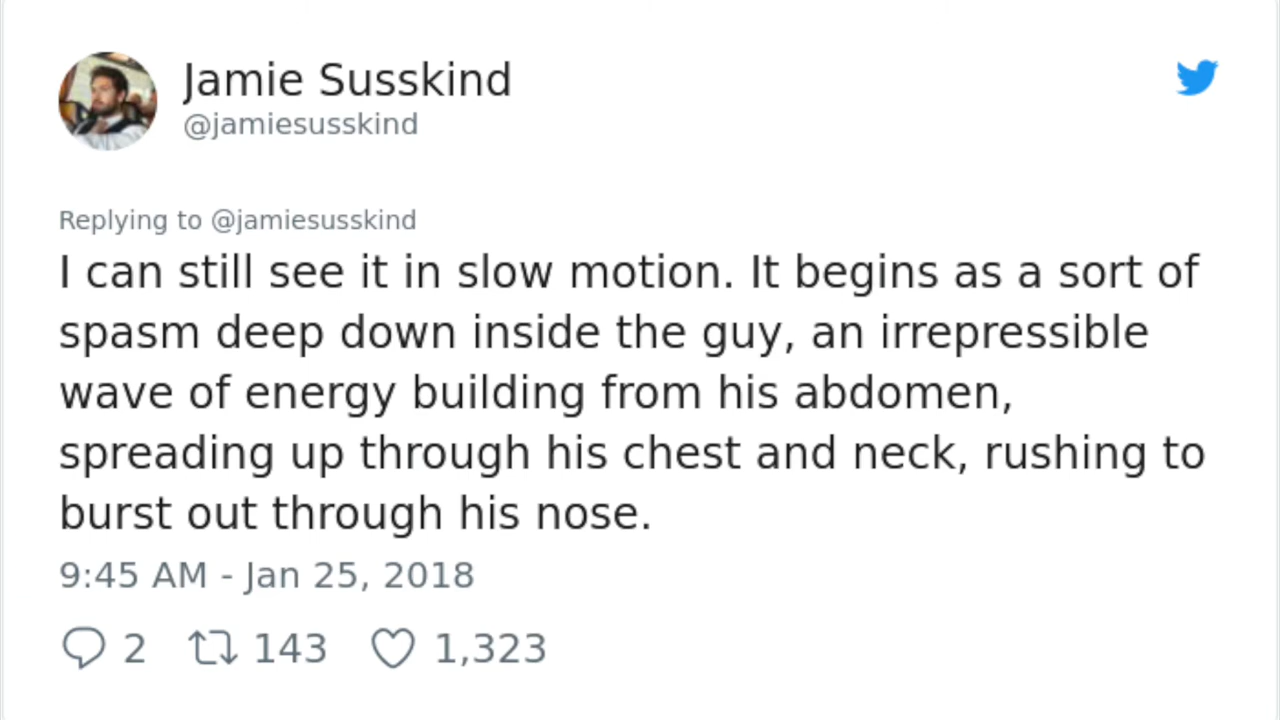 Jamie Susskind
@jamiesusskind
Replying to @jamiesusskind
I can still see it in slow motion. It begins as a sort of
spasm deep down inside the guy, an irrepressible
wave of energy building from his abdomen,
spreading up through his chest and neck, rushing to
burst out through his nose.
9:45 AM - Jan 25, 2018
2 143 1,323